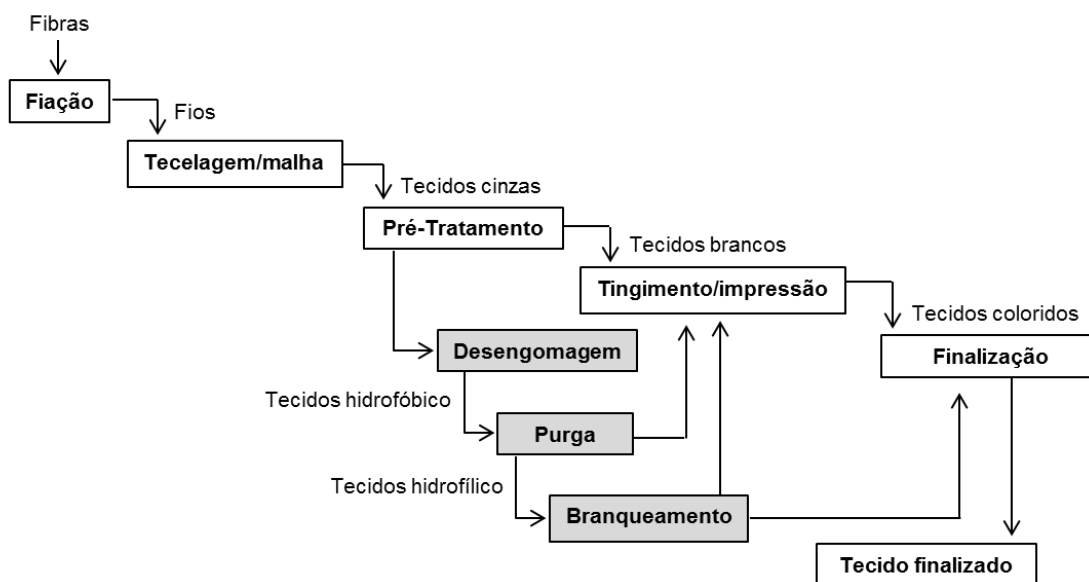 Fibras
Fiação
Fios
Tecelagem/malha
Tecidos cinzas
Pré-Tratamento
Tecidos brancos
Tingimento/impressão
Tecidos coloridos
Finalização
Desengomagem
Tecidos hidrofóbico
Purga
Tecidos hidrofílico
Branqueamento
Tecido finalizado